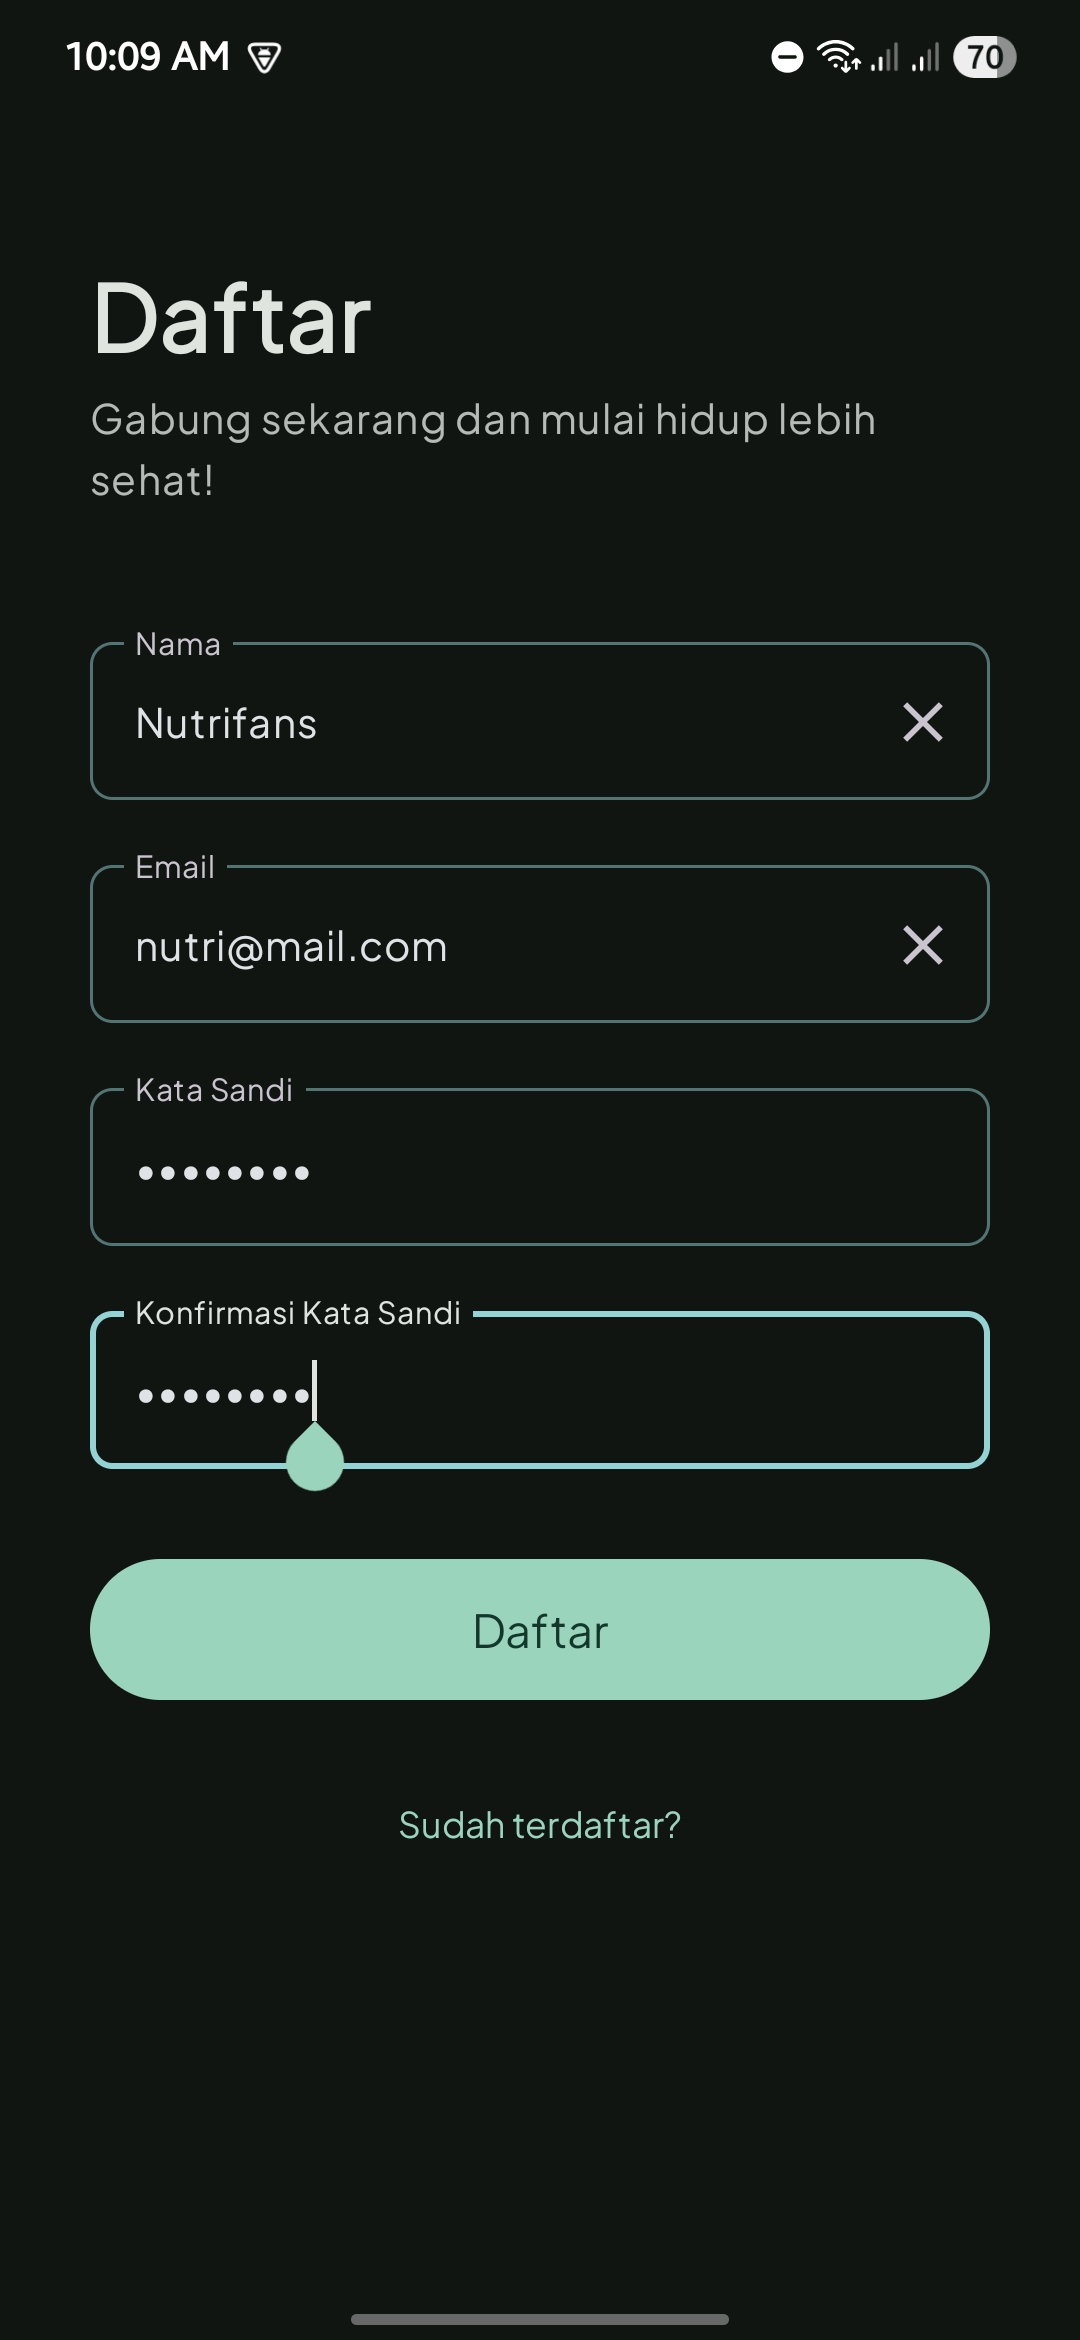 10:09 AM
70
Daftar
Gabung sekarang dan mulai hidup lebih
sehat!
Nama
Nutrifans
Email
nutri@mail.com
Kata Sandi
••••••••
Konfirmasi Kata Sandi
••••••••
Daftar
Sudah terdaftar?